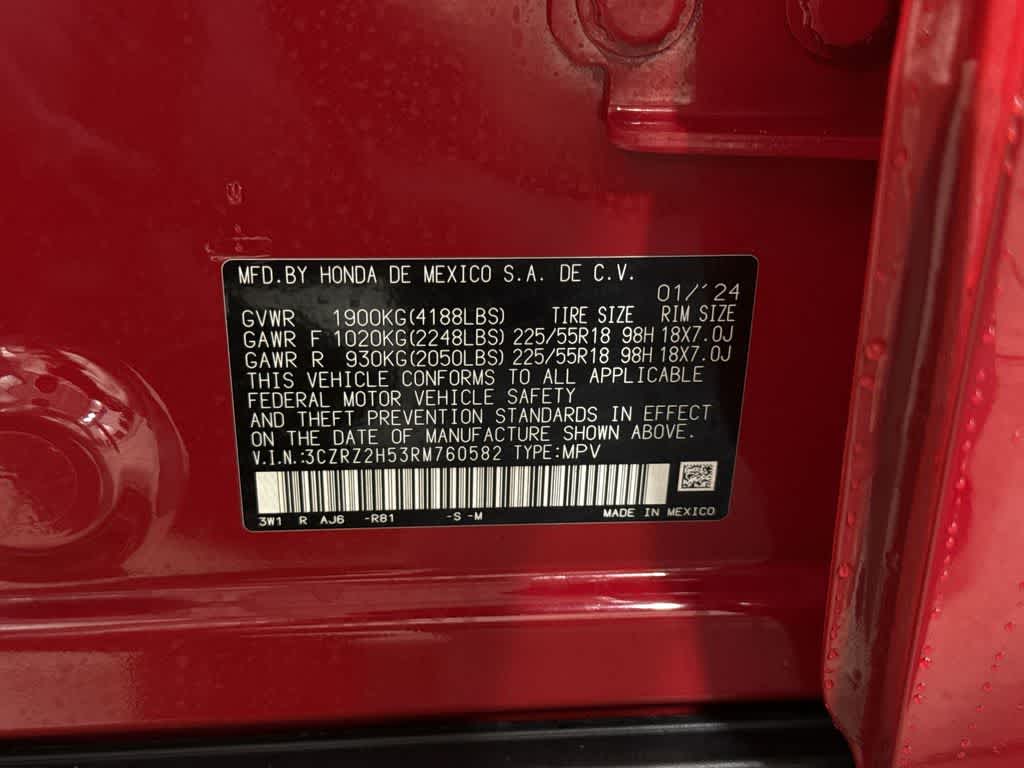 MFD.BY HONDA DE MEXICO S.A. DE C.V.
01/'24
GVWR 1900KG(4188LBS) TIRE SIZE RIM SIZE
GAWR F 1020KG(2248LBS) 225/55R18 98H 18X7.0J
GAWR R 930KG(2050LBS) 225/55R18 98H 18X7.0J
THIS VEHICLE CONFORMS TO ALL APPLICABLE
FEDERAL MOTOR VEHICLE SAFETY
AND THEFT PREVENTION STANDARDS IN EFFECT
ON THE DATE OF MANUFACTURE SHOWN ABOVE.
V.I.N.:3CZRZ2H53RM760582 TYPE:MPV
3W1 R AJ6 -R81 -S -M MADE IN MEXICO